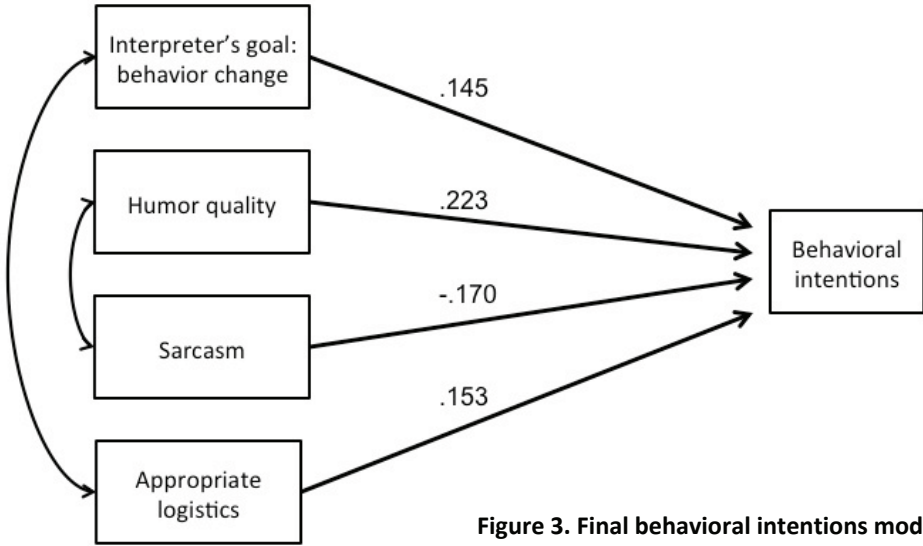 Interpreter's goal:
behavior change
.145
Humor quality
.223
Behavioral
intentions
-.170
Sarcasm
.153
Appropriate
logistics
Figure 3. Final behavioral intentions mod